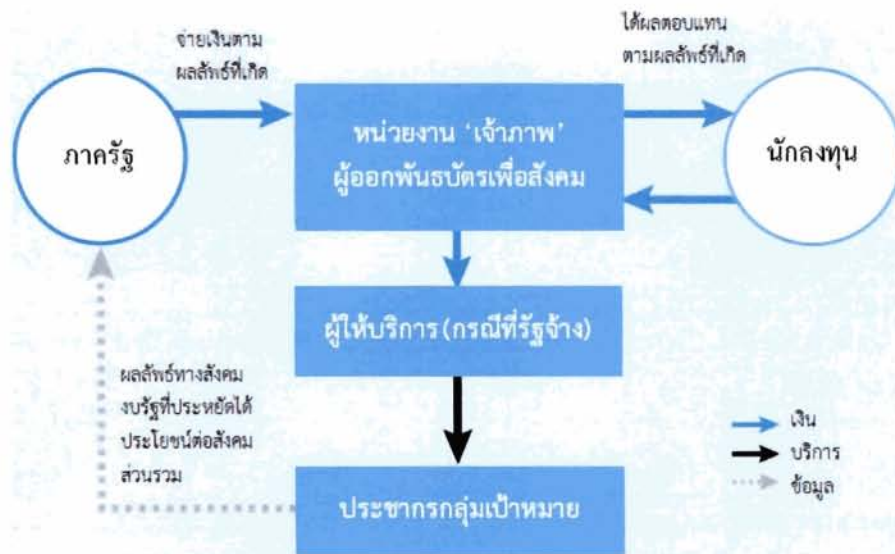 จ่ายเงินตาม
ผลลัพธ์ที่เกิด
ได้ผลตอบแทน
ตามผลลัพธ์ที่เกิด
ภาครัฐ
หน่วยงาน ‘เจ้าภาพ’
ผู้ออกพันธบัตรเพื่อสังคม
นักลงทุน
ผู้ให้บริการ (กรณีที่รัฐจ้าง)
ผลลัพธ์ทางสังคม
งบรัฐที่ประหยัดได้
ประโยชน์ต่อสังคม
ส่วนรวม
ประชากรกลุ่มเป้าหมาย
เงิน
บริการ
ข้อมูล